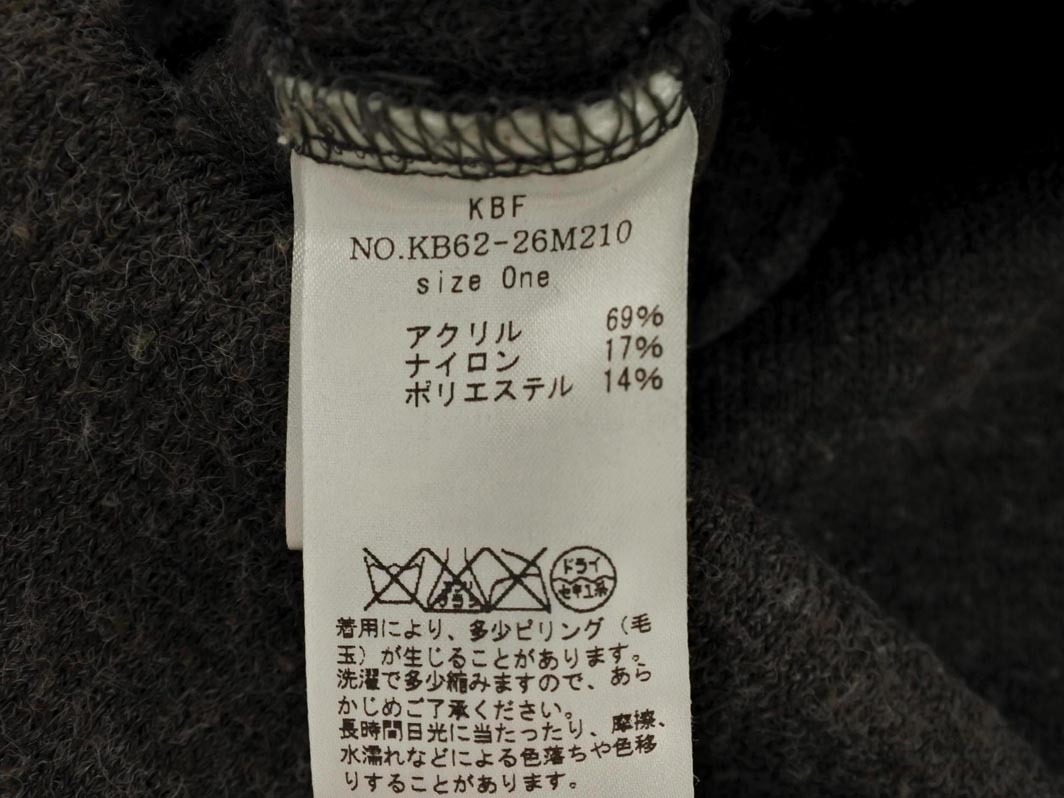 KBF
NO.KB62-26M210
size One
アクリル 69%
ナイロン 17%
ポリエステル 14%
ドライ
セキユ系
着用により、多少ピリング（毛
玉）が生じることがあります。
洗濯で多少縮みますので、あら
かじめご了承ください。
長時間日光に当たったり、摩擦、
水濡れなどによる色落ちや色移
りすることがあります。